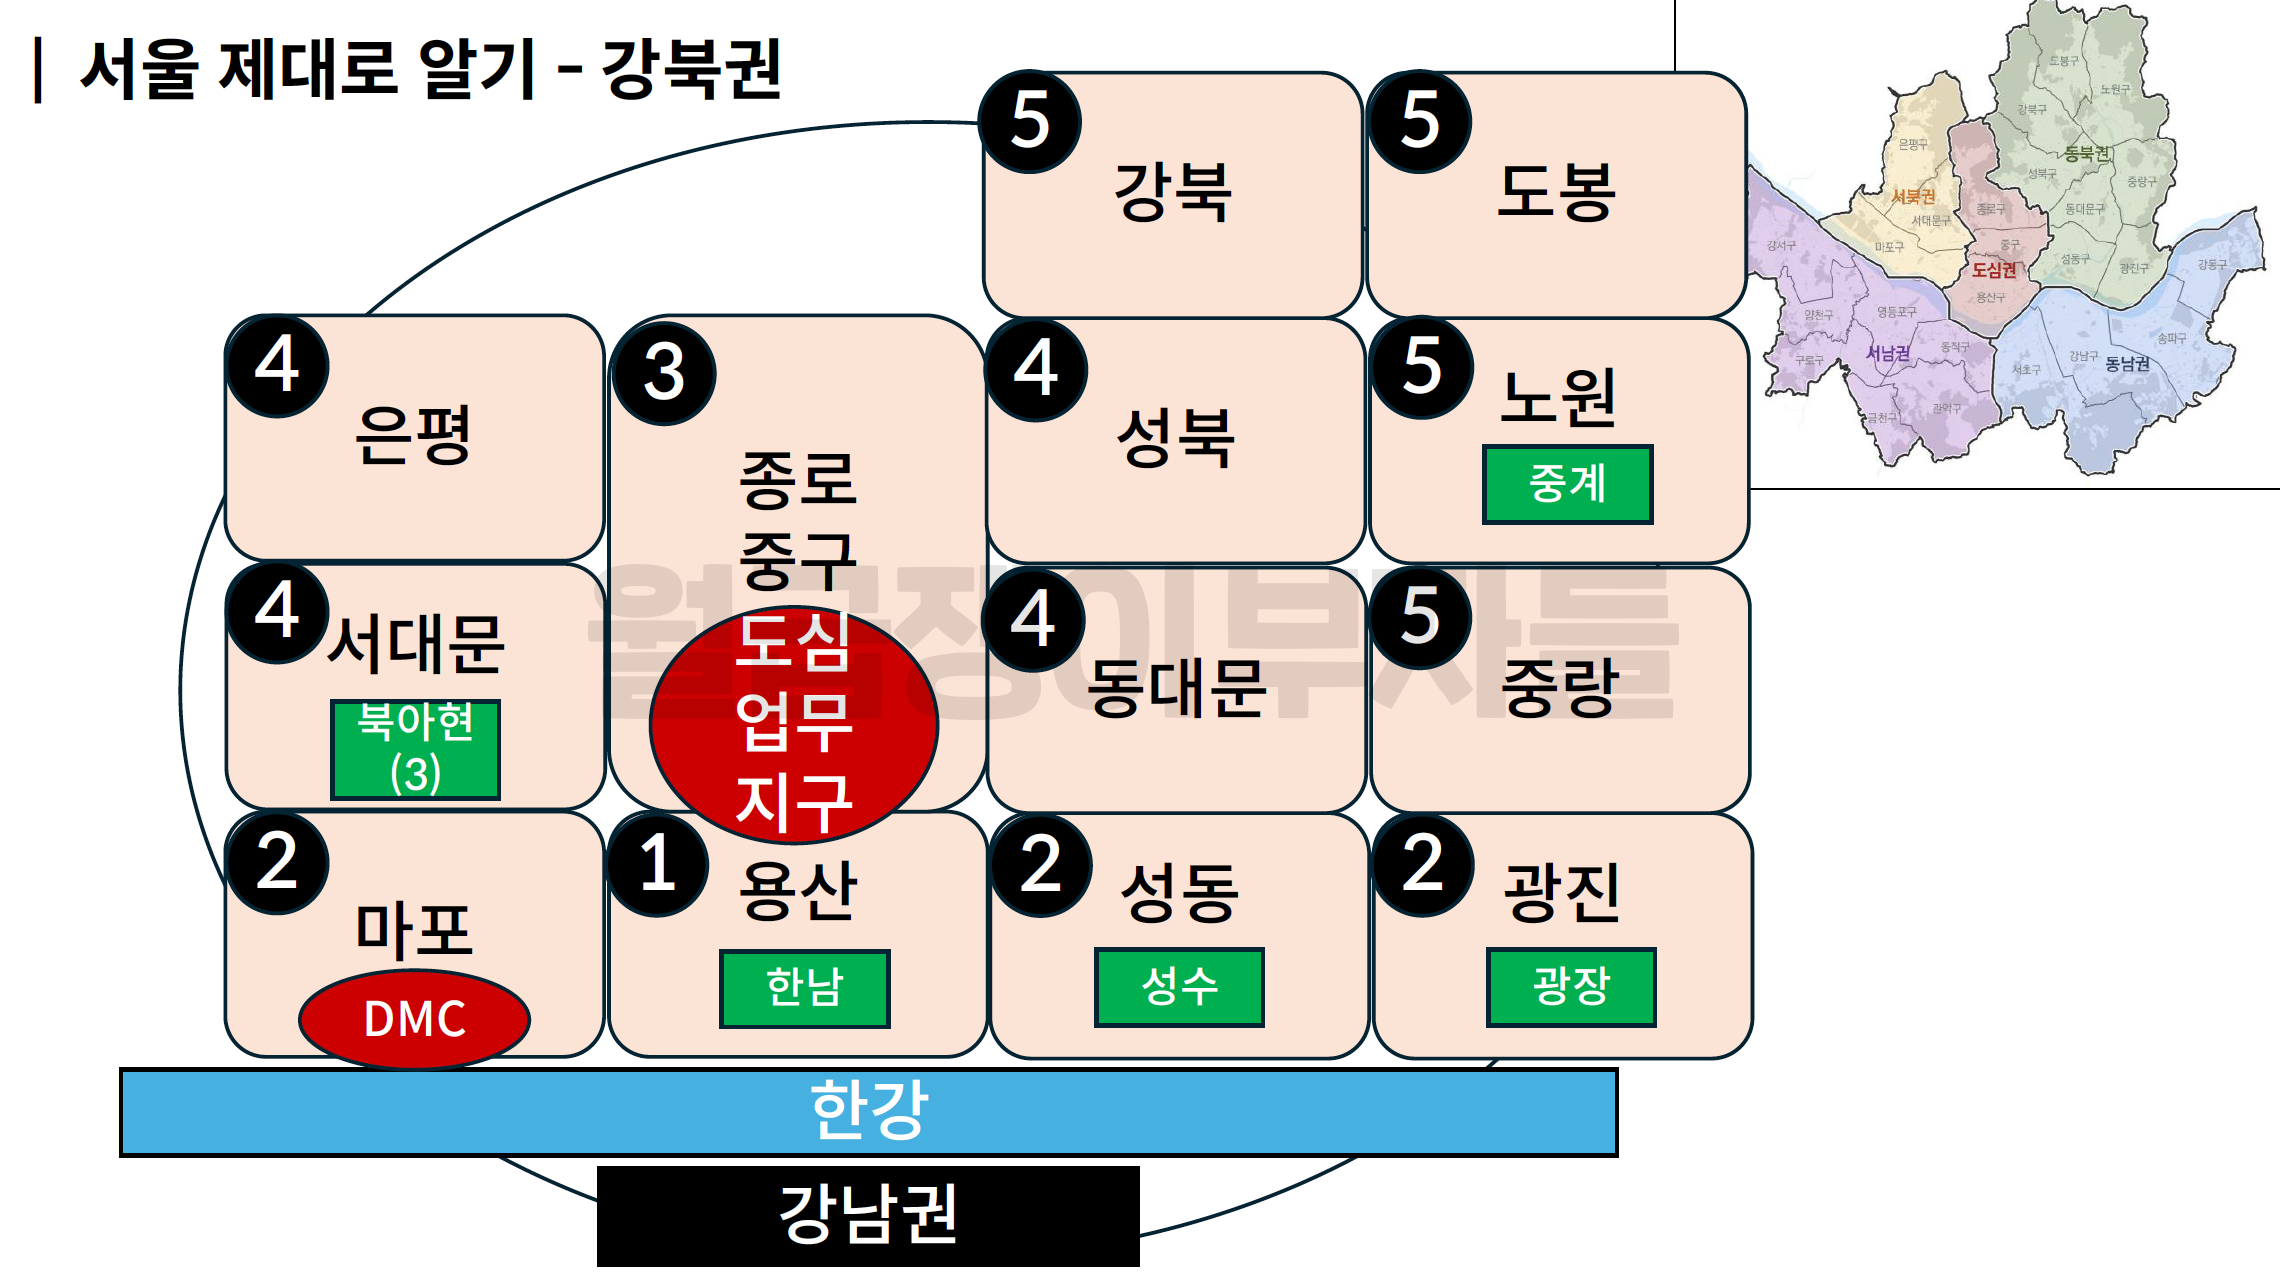 | 서울 제대로 알기 - 강북권
5
강북
5
도봉
4
은평
3
종로
중구
도심
업무
지구
4
성북
5
노원
중계
4
서대문
북아현
(3)
4
동대문
5
중랑
2
마포
DMC
1
용산
한남
2
성동
성수
2
광진
광장
한강
강남권
월급쟁이부자들
도봉구
노원구
강북구
은평구
동북권
성북구
중랑구
서북권
종로구
동대문구
서대문구
마포구
중구
강서구
성동구
도심권
광진구
강동구
용산구
양천구
영등포구
송파구
동작구
서남권
강남구
동남권
구로구
서초구
관악구
금천구